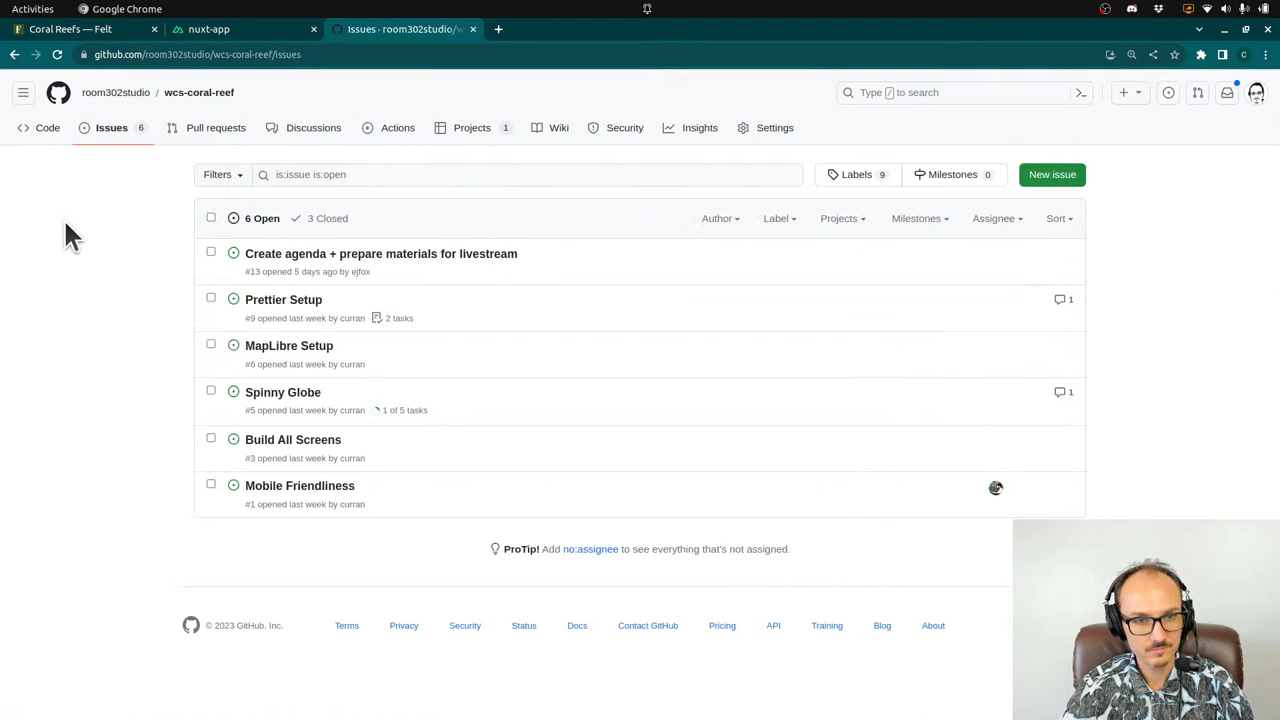 Activities Google Chrome
Coral Reefs — Felt
nuxt-app
Issues · room302studio/w
github.com/room302studio/wcs-coral-reef/issues
C
room302studio / wcs-coral-reef
Type / to search
Code
Issues 6
Pull requests
Discussions
Actions
Projects 1
Wiki
Security
Insights
Settings
Filters
is:issue is:open
Labels 9
Milestones 0
New issue
6 Open
3 Closed
Author
Label
Projects
Milestones
Assignee
Sort
Create agenda + prepare materials for livestream
#13 opened 5 days ago by ejfox
Prettier Setup
1
#9 opened last week by curran
2 tasks
MapLibre Setup
#6 opened last week by curran
Spinny Globe
1
#5 opened last week by curran
1 of 5 tasks
Build All Screens
#3 opened last week by curran
Mobile Friendliness
#1 opened last week by curran
ProTip! Add no:assignee to see everything that's not assigned.
© 2023 GitHub, Inc.
Terms
Privacy
Security
Status
Docs
Contact GitHub
Pricing
API
Training
Blog
About